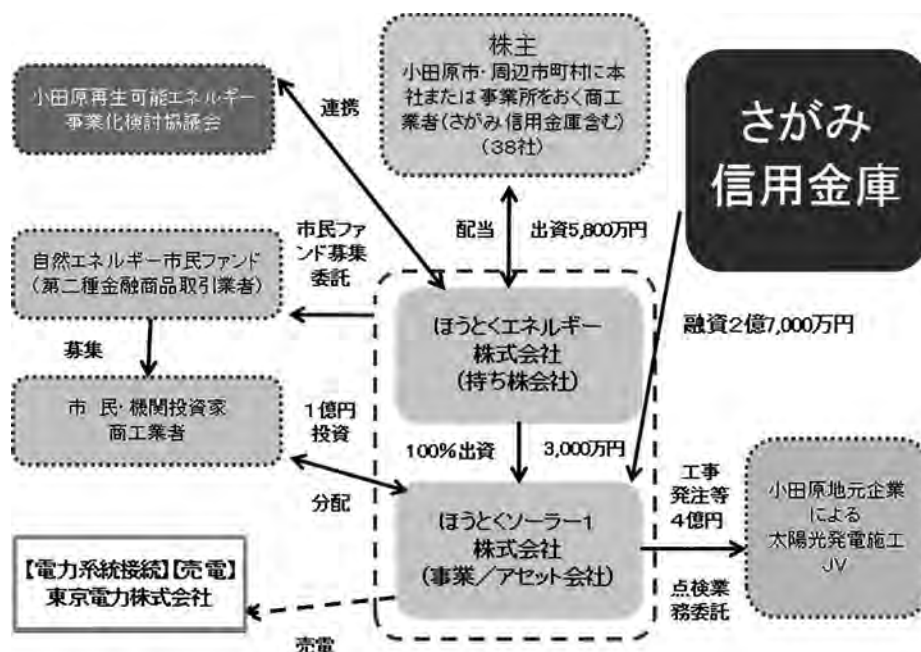 株主
小田原市・周辺市町村に本
社または事業所をおく商工
業者(さがみ信用金庫含む)
(38社)
さがみ
信用金庫
小田原再生可能エネルギー
事業化検討協議会
連携
配当
出資5,800万円
市民ファ
ンド募集
委託
自然エネルギー市民ファンド
(第二種金融商品取引業者)
ほうとくエネルギー
株式会社
(持ち株会社)
融資2億7,000万円
募集
市 民・機関投資家
商工業者
1億円
投資
分配
100%出資
3,000万円
ほうとくソーラー1
株式会社
(事業/アセット会社)
工事
発注等
4億円
点検業
務委託
小田原地元企業
による
太陽光発電施工
JV
【電力系統接続】【売電】
東京電力株式会社
売電